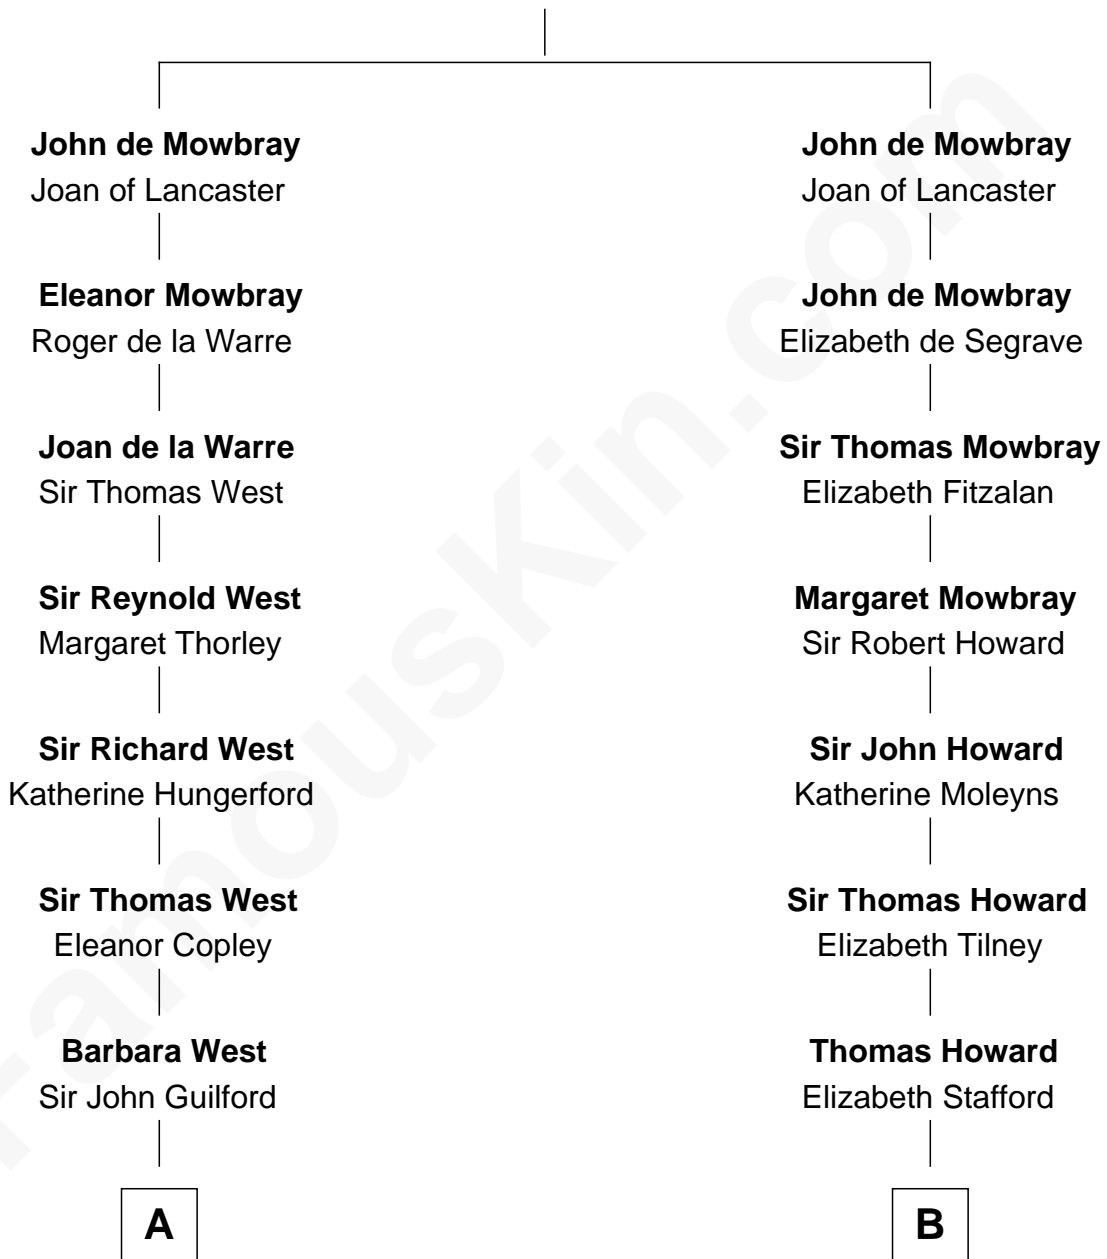 John de Mowbray
Joan of Lancaster
Eleanor Mowbray
Roger de la Warre
Joan de la Warre
Sir Thomas West
Sir Reynold West
Margaret Thorley
Sir Richard West
Katherine Hungerford
Sir Thomas West
Eleanor Copley
Barbara West
Sir John Guilford
A
John de Mowbray
Joan of Lancaster
John de Mowbray
Elizabeth de Segrave
Sir Thomas Mowbray
Elizabeth Fitzalan
Margaret Mowbray
Sir Robert Howard
Sir John Howard
Katherine Moleyns
Sir Thomas Howard
Elizabeth Tilney
Thomas Howard
Elizabeth Stafford
B
FamousKin.com